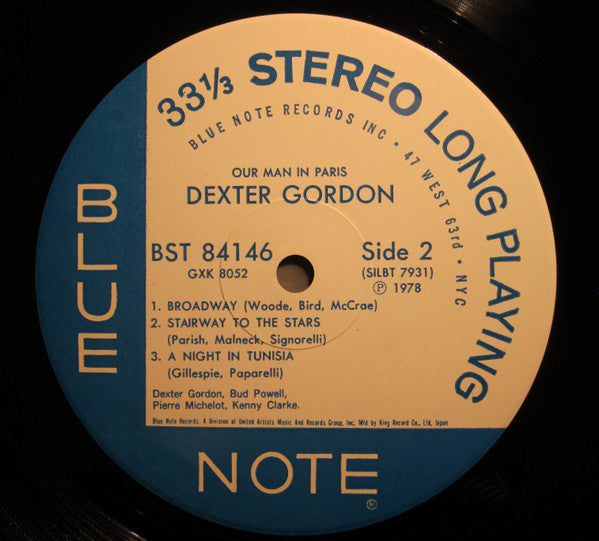 33⅓ STEREO LONG PLAYING
BLUE NOTE RECORDS INC • 47 WEST 63rd • NYC
OUR MAN IN PARIS
DEXTER GORDON
BST 84146
GXK 8052
Side 2
(SILBT 7931)
Ⓟ 1978
1. BROADWAY (Woode, Bird, McCrae)
2. STAIRWAY TO THE STARS
(Parish, Malneck, Signorelli)
3. A NIGHT IN TUNISIA
(Gillespie, Paparelli)
Dexter Gordon, Bud Powell,
Pierre Michelot, Kenny Clarke.
Blue Note Records, A Division of United Artists Music And Records Group, Inc. Mfd by King Record Co., Ltd, Japan
BLUE
NOTE®